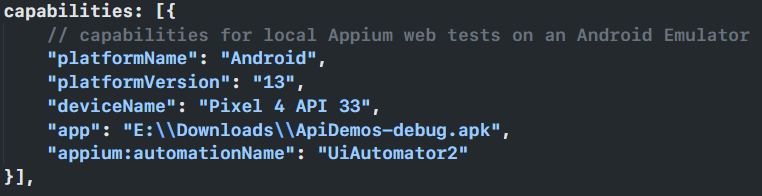 capabilities: [{
// capabilities for local Appium web tests on an Android Emulator
"platformName": "Android",
"platformVersion": "13",
"deviceName": "Pixel 4 API 33",
"app": "E:\\Downloads\\ApiDemos-debug.apk",
"appium:automationName": "UiAutomator2"
}],